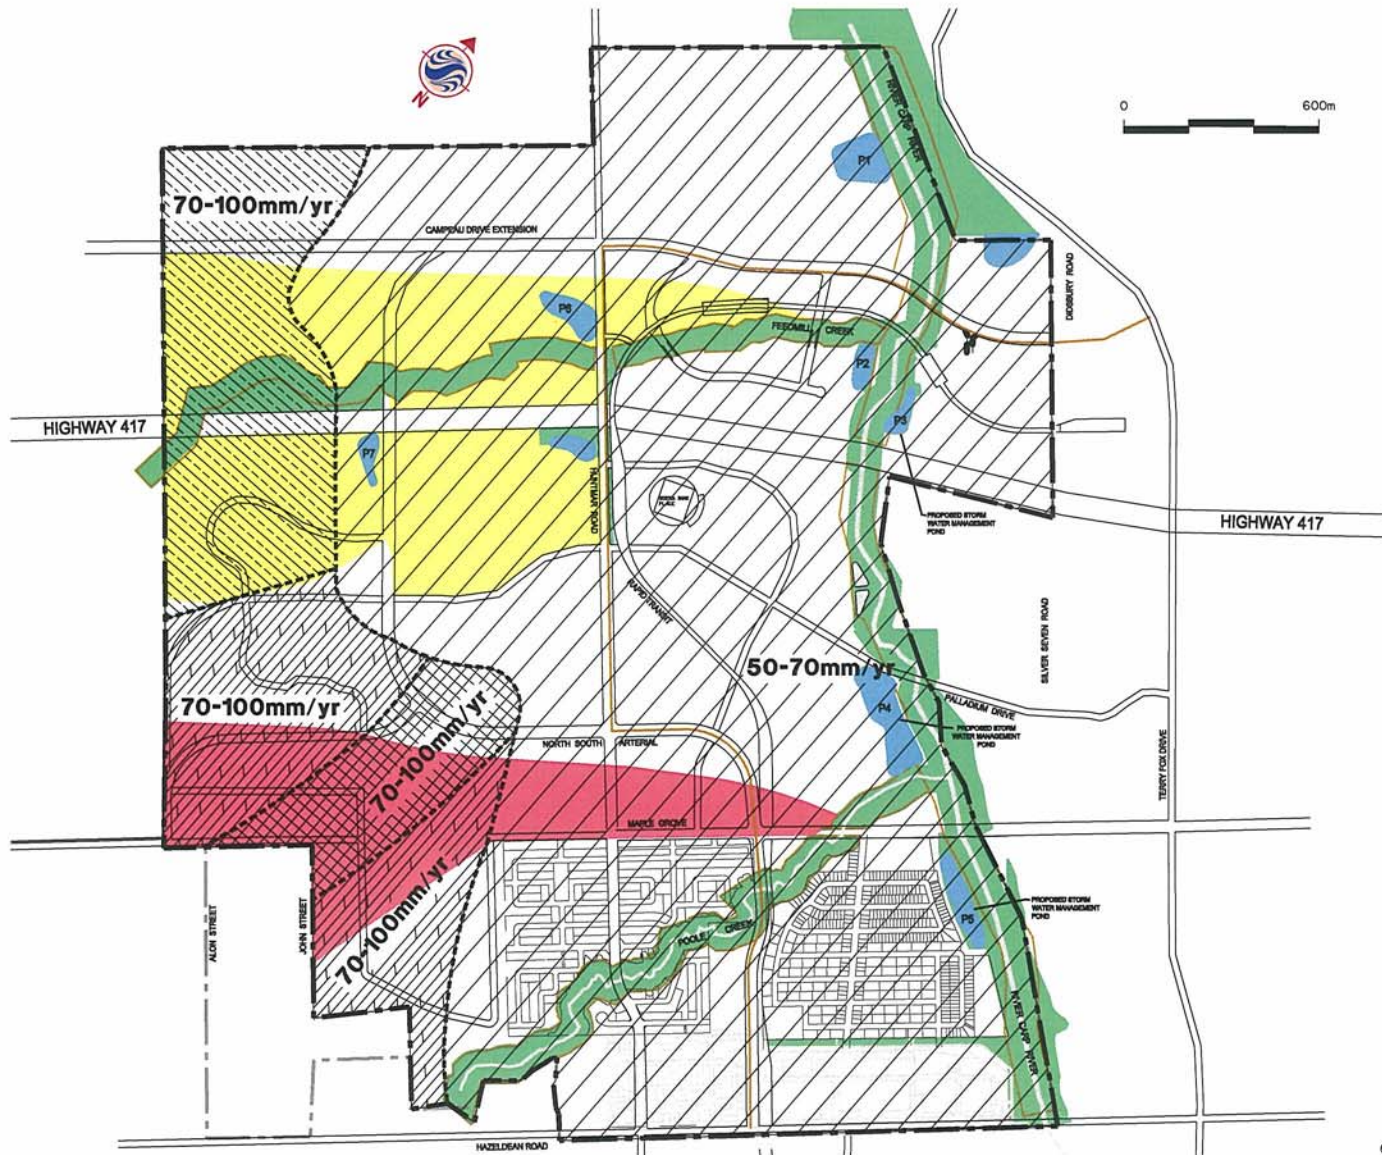 N
0 600m
RIVER CARP RIVER
P1
70-100mm/yr
CAMPEAU DRIVE EXTENSION
DIDSBURY ROAD
P6
FEEDMILL CREEK
P2
P3
HIGHWAY 417
P7
HUNTMAR ROAD
PROPOSED STORM
WATER MANAGEMENT
POND
HIGHWAY 417
RAPID TRANSIT
SILVER SEVEN ROAD
50-70mm/yr
70-100mm/yr
P4
PALLADIUM DRIVE
PROPOSED STORM
WATER MANAGEMENT
POND
70-100mm/yr
NORTH SOUTH ARTERIAL
TERRY FOX DRIVE
MAPLE GROVE
70-100mm/yr
PROPOSED STORM
WATER MANAGEMENT
POND
P5
ALON STREET
JOHN STREET
POOLE CREEK
RIVER CARP RIVER
HAZELDEAN ROAD